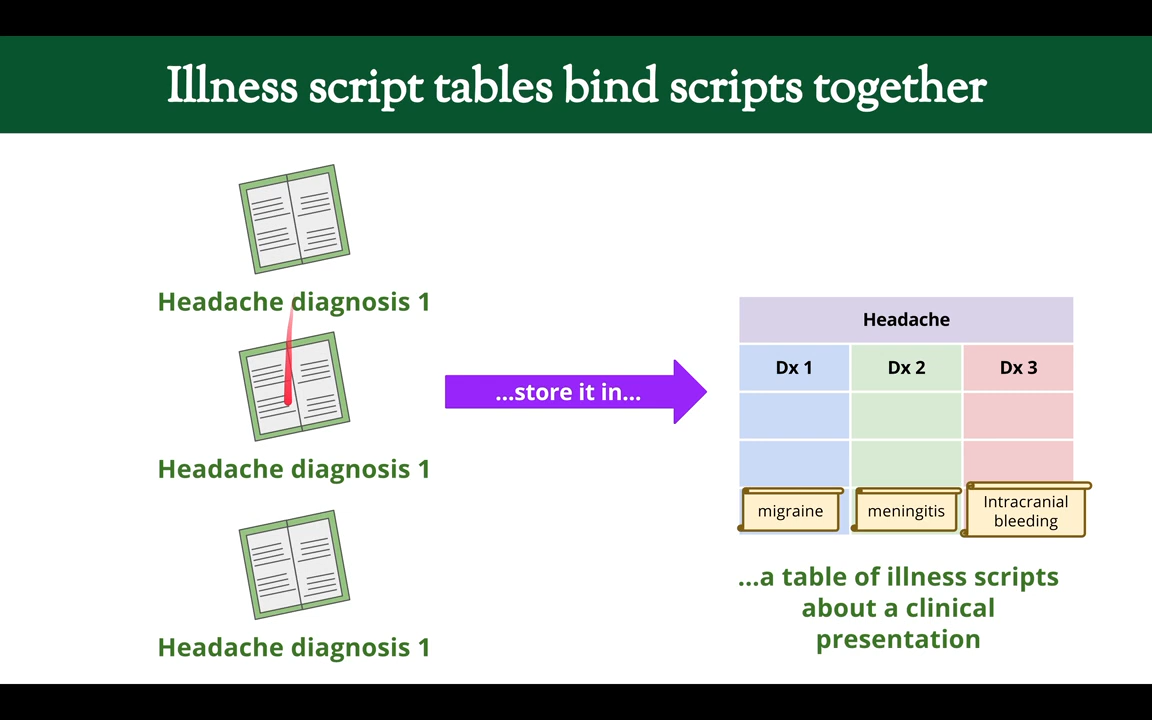 Illness script tables bind scripts together
Headache diagnosis 1
Headache diagnosis 1
Headache diagnosis 1
...store it in...
Headache
Dx 1 Dx 2 Dx 3
migraine meningitis Intracranial
bleeding
...a table of illness scripts
about a clinical
presentation